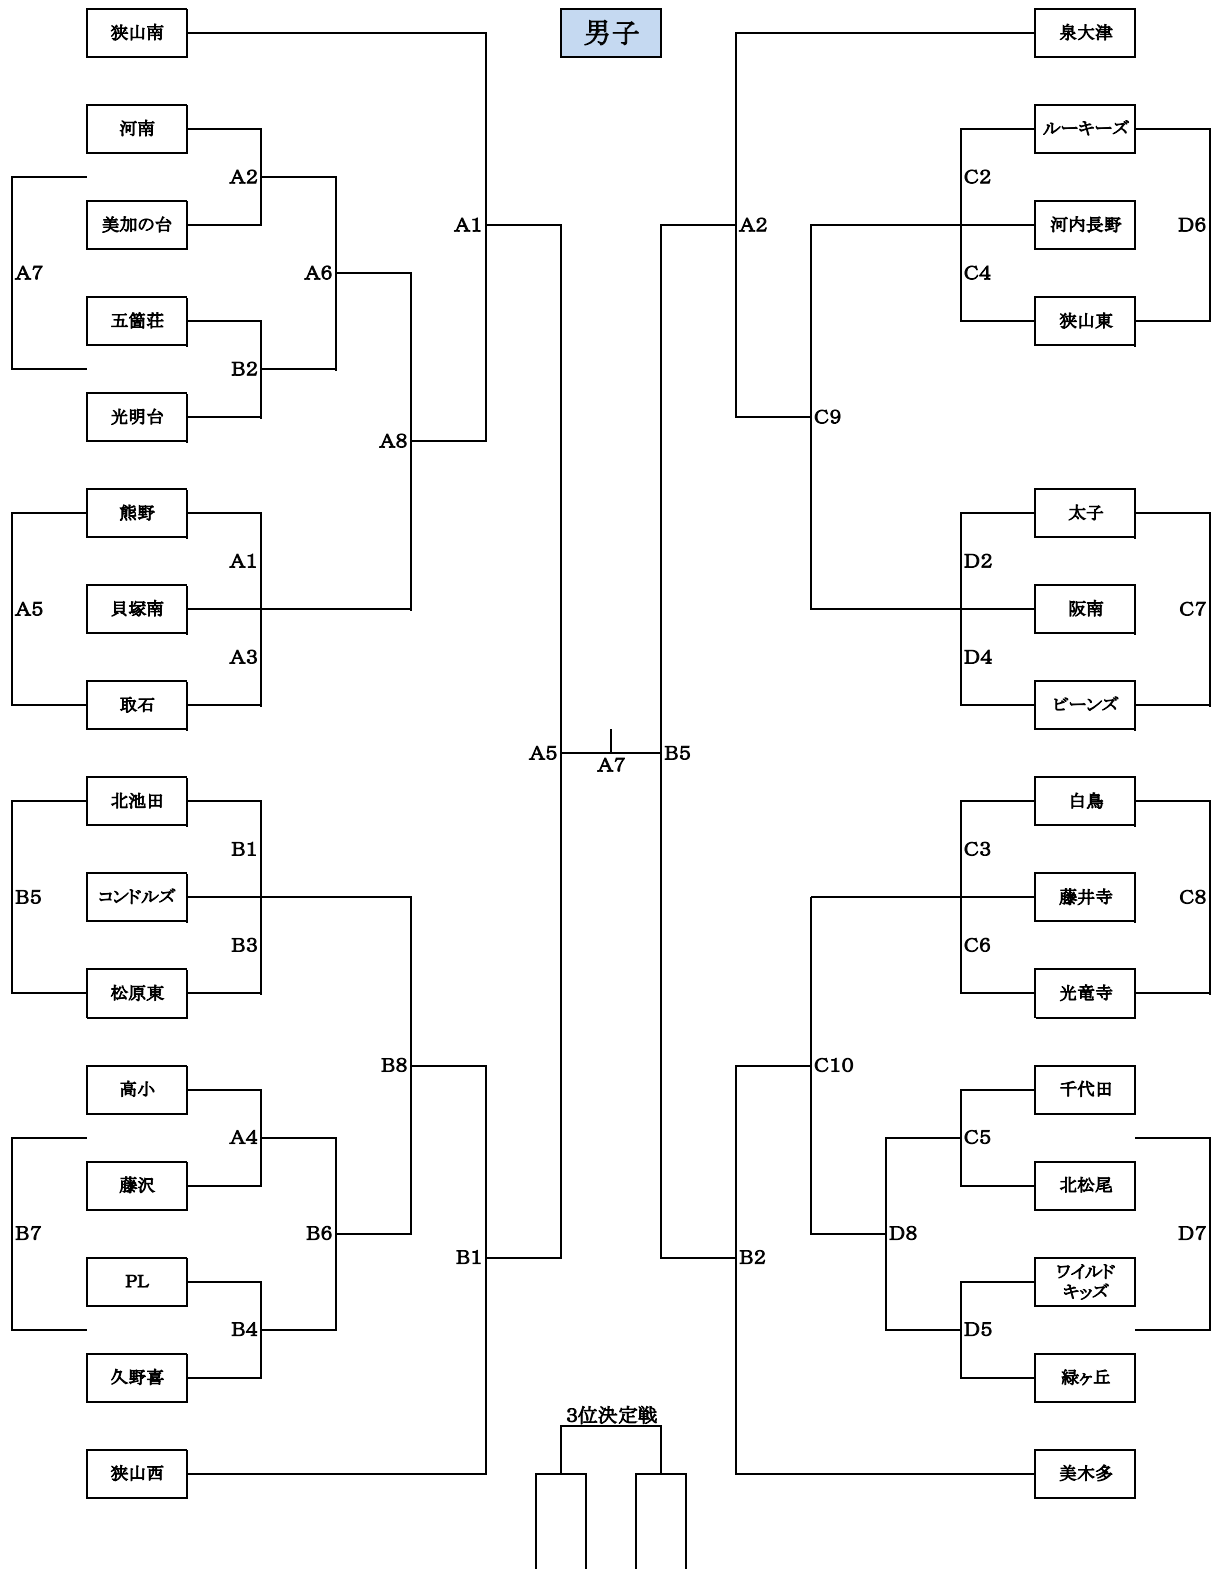 男子
狭山南
河南
A2
美加の台
A7
A6
五箇荘
B2
光明台
A1
A8
熊野
A1
貝塚南
A5
A3
取石
北池田
B1
コンドルズ
B5
B3
松原東
高小
A4
藤沢
B8
B7
B6
PL
B4
久野喜
B1
狭山西
A5
A7
B5
泉大津
ルーキーズ
C2
A2
河内長野
D6
C4
狭山東
C9
太子
D2
阪南
C7
D4
ビーンズ
白鳥
C3
藤井寺
C8
C6
光竜寺
C10
千代田
C5
北松尾
D8
D7
ワイルド
キッズ
D5
緑ヶ丘
B2
美木多
3位決定戦